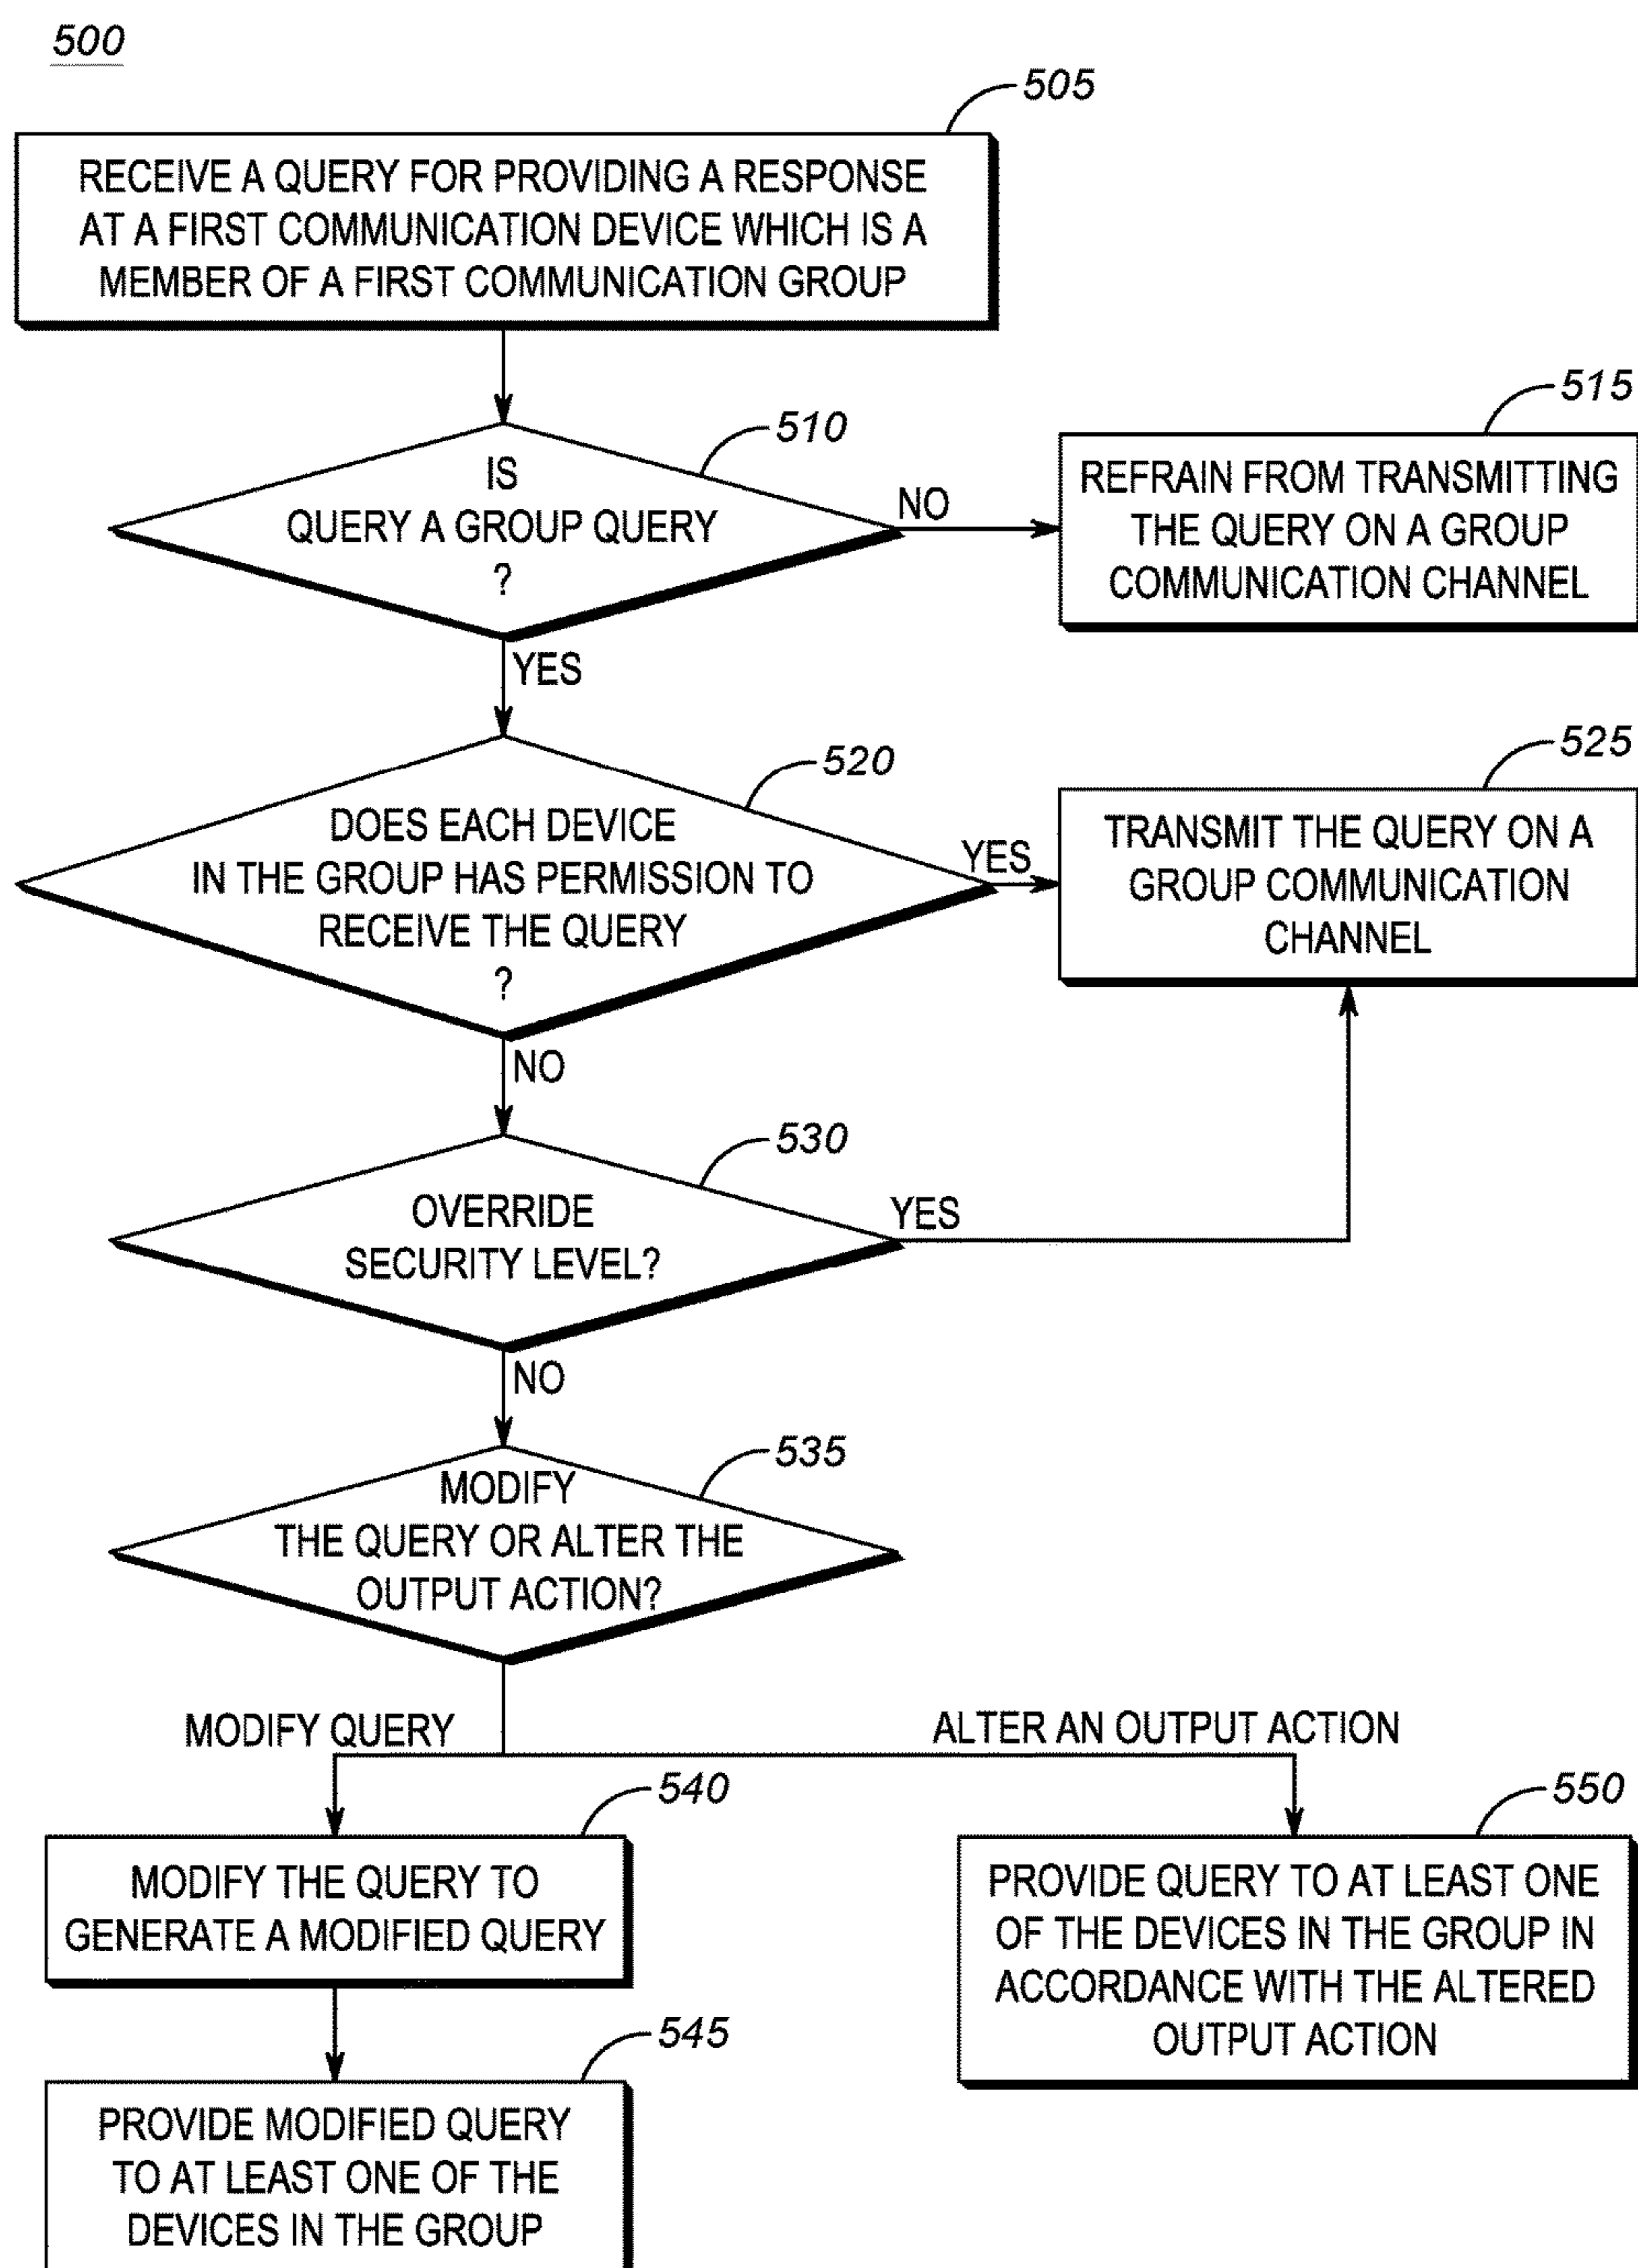 500
505
RECEIVE A QUERY FOR PROVIDING A RESPONSE
AT A FIRST COMMUNICATION DEVICE WHICH IS A
MEMBER OF A FIRST COMMUNICATION GROUP
510
IS
QUERY A GROUP QUERY
?
NO
515
REFRAIN FROM TRANSMITTING
THE QUERY ON A GROUP
COMMUNICATION CHANNEL
YES
520
DOES EACH DEVICE
IN THE GROUP HAS PERMISSION TO
RECEIVE THE QUERY
?
YES
525
TRANSMIT THE QUERY ON A
GROUP COMMUNICATION
CHANNEL
NO
530
OVERRIDE
SECURITY LEVEL?
YES
NO
535
MODIFY
THE QUERY OR ALTER THE
OUTPUT ACTION?
MODIFY QUERY
ALTER AN OUTPUT ACTION
540
MODIFY THE QUERY TO
GENERATE A MODIFIED QUERY
545
PROVIDE MODIFIED QUERY
TO AT LEAST ONE OF THE
DEVICES IN THE GROUP
550
PROVIDE QUERY TO AT LEAST ONE
OF THE DEVICES IN THE GROUP IN
ACCORDANCE WITH THE ALTERED
OUTPUT ACTION